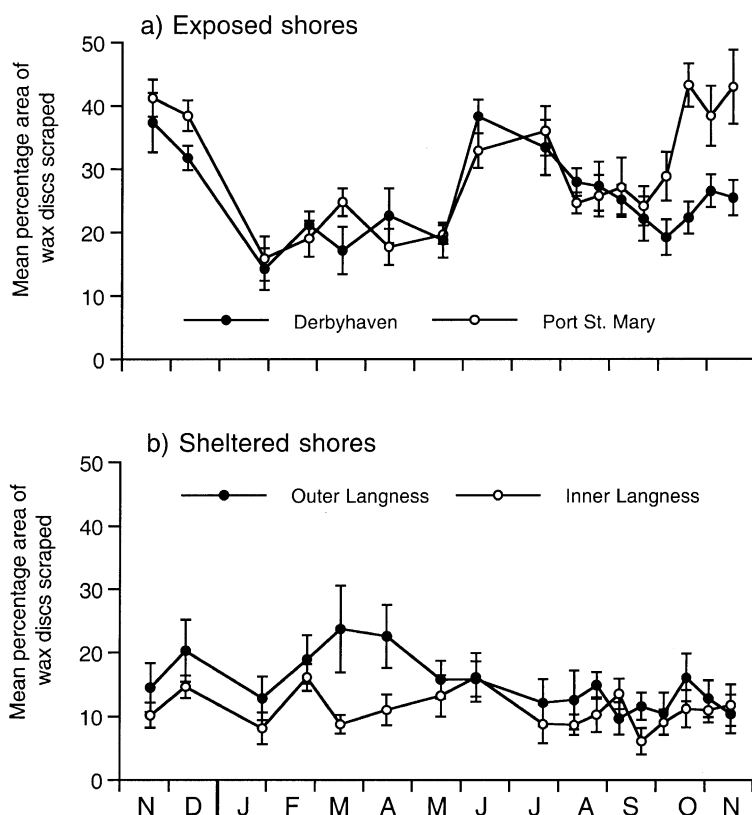 a) Exposed shores
50
40
30
20
10
0
Mean percentage area of
wax discs scraped
Derbyhaven
Port St. Mary
b) Sheltered shores
50
40
30
20
10
0
Mean percentage area of
wax discs scraped
Outer Langness
Inner Langness
N D J F M A M J J A S O N